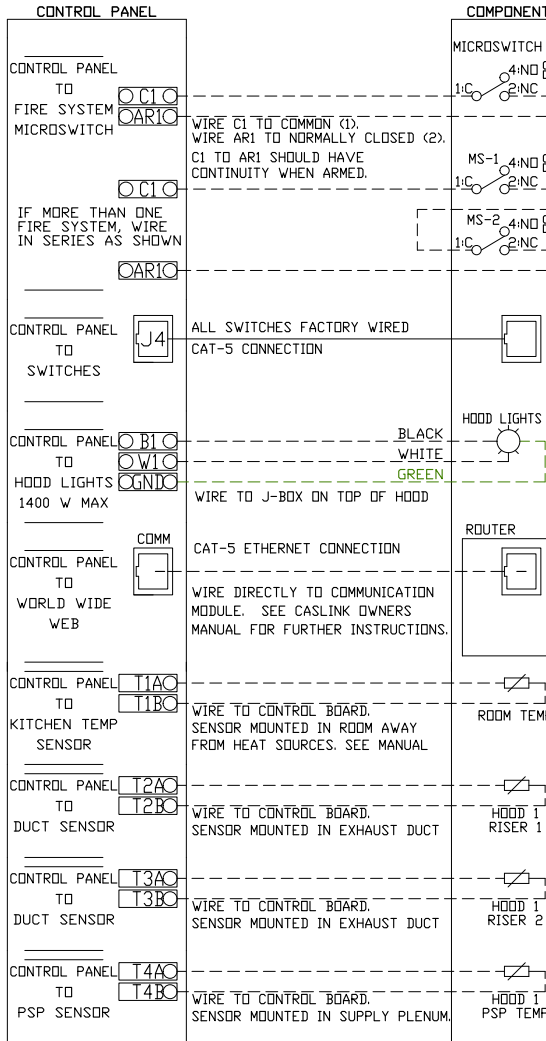 CONTROL PANEL
COMPONENT
MICROSWITCH
CONTROL PANEL
TO
FIRE SYSTEM
MICROSWITCH
C1
AR1
4:NO
1:C
2:NC
WIRE C1 TO COMMON (1).
WIRE AR1 TO NORMALLY CLOSED (2).
C1 TO AR1 SHOULD HAVE
CONTINUITY WHEN ARMED.
C1
MS-1
4:NO
1:C
2:NC
IF MORE THAN ONE
FIRE SYSTEM, WIRE
IN SERIES AS SHOWN
MS-2
4:NO
1:C
2:NC
AR1
CONTROL PANEL
TO
SWITCHES
J4
ALL SWITCHES FACTORY WIRED
CAT-5 CONNECTION
CONTROL PANEL
TO
HOOD LIGHTS
1400 W MAX
B1
W1
GND
BLACK
WHITE
GREEN
WIRE TO J-BOX ON TOP OF HOOD
HOOD LIGHTS
CONTROL PANEL
TO
WORLD WIDE
WEB
COMM
CAT-5 ETHERNET CONNECTION
WIRE DIRECTLY TO COMMUNICATION
MODULE. SEE CASLINK OWNERS
MANUAL FOR FURTHER INSTRUCTIONS.
ROUTER
CONTROL PANEL
TO
KITCHEN TEMP
SENSOR
T1A
T1B
WIRE TO CONTROL BOARD.
SENSOR MOUNTED IN ROOM AWAY
FROM HEAT SOURCES. SEE MANUAL
ROOM TEMP
CONTROL PANEL
TO
DUCT SENSOR
T2A
T2B
WIRE TO CONTROL BOARD.
SENSOR MOUNTED IN EXHAUST DUCT
HOOD 1
RISER 1
CONTROL PANEL
TO
DUCT SENSOR
T3A
T3B
WIRE TO CONTROL BOARD.
SENSOR MOUNTED IN EXHAUST DUCT
HOOD 1
RISER 2
CONTROL PANEL
TO
PSP SENSOR
T4A
T4B
WIRE TO CONTROL BOARD.
SENSOR MOUNTED IN SUPPLY PLENUM.
HOOD 1
PSP TEMP